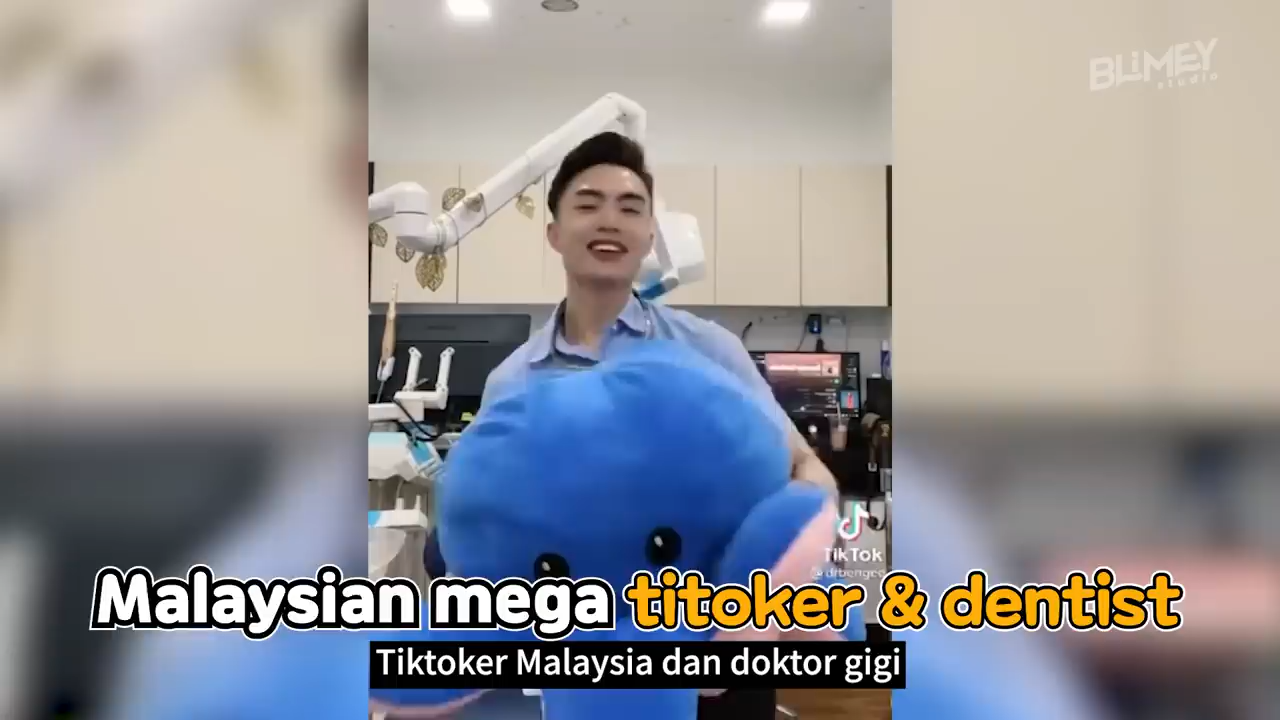 BLiMEY
studio
TikTok
Malaysian mega titoker & dentist
Tiktoker Malaysia dan doktor gigi